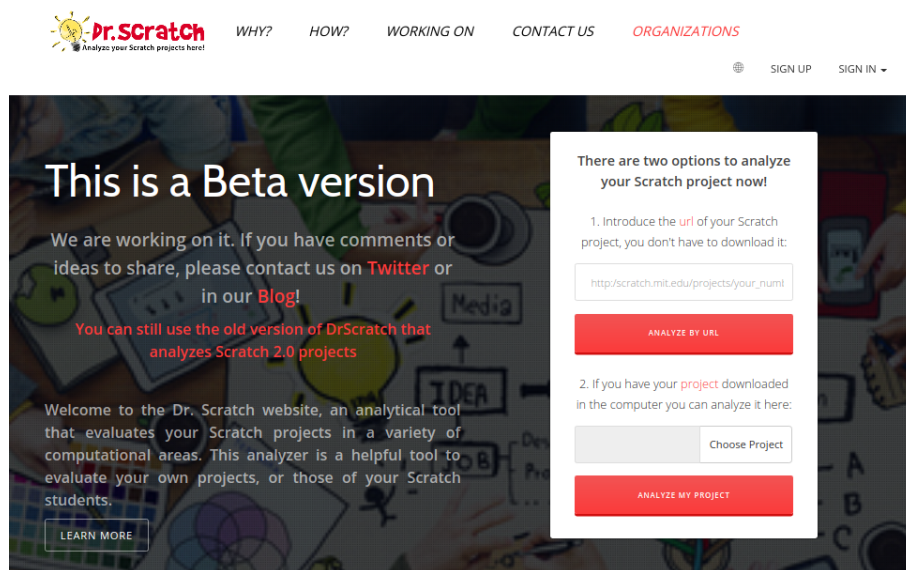 Dr.Scratch
Analyze your Scratch projects here!
WHY?
HOW?
WORKING ON
CONTACT US
ORGANIZATIONS
SIGN UP
SIGN IN
This is a Beta version
We are working on it. If you have comments or
ideas to share, please contact us on Twitter or
in our Blog!
You can still use the old version of DrScratch that
analyzes Scratch 2.0 projects
Welcome to the Dr. Scratch website, an analytical tool
that evaluates your Scratch projects in a variety of
computational areas. This analyzer is a helpful tool to
evaluate your own projects, or those of your Scratch
students.
LEARN MORE
There are two options to analyze
your Scratch project now!
1. Introduce the url of your Scratch
project, you don't have to download it:
http:/scratch.mit.edu/projects/your_num
ANALYZE BY URL
2. If you have your project downloaded
in the computer you can analyze it here:
Choose Project
ANALYZE MY PROJECT
Media
IDEA
JOB
A
B
C